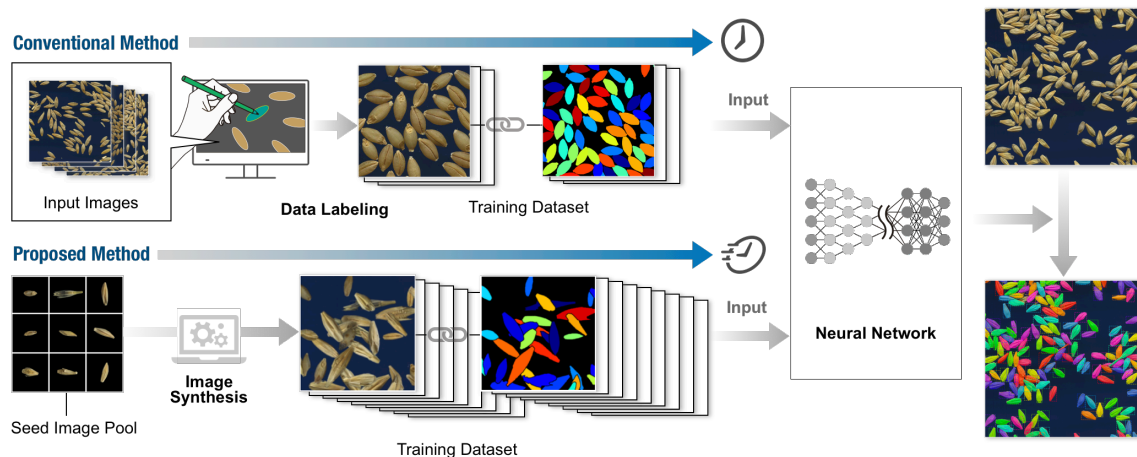 Conventional Method
Input Images
Data Labeling
Training Dataset
Input
Proposed Method
Seed Image Pool
Image
Synthesis
Training Dataset
Input
Neural Network